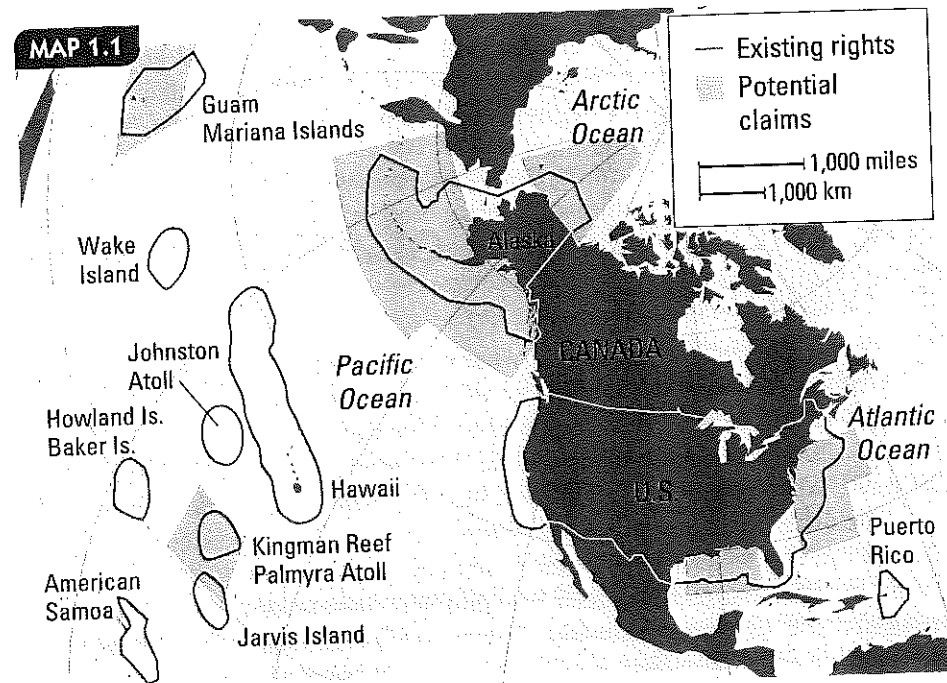 MAP 1.1
Guam
Mariana Islands
Arctic
Ocean
Existing rights
Potential
claims
1,000 miles
1,000 km
Wake
Island
Alaska
Johnston
Atoll
Pacific
Ocean
CANADA
Howland Is.
Baker Is.
Atlantic
Ocean
Hawaii
U.S.
Kingman Reef
Palmyra Atoll
Puerto
Rico
American
Samoa
Jarvis Island